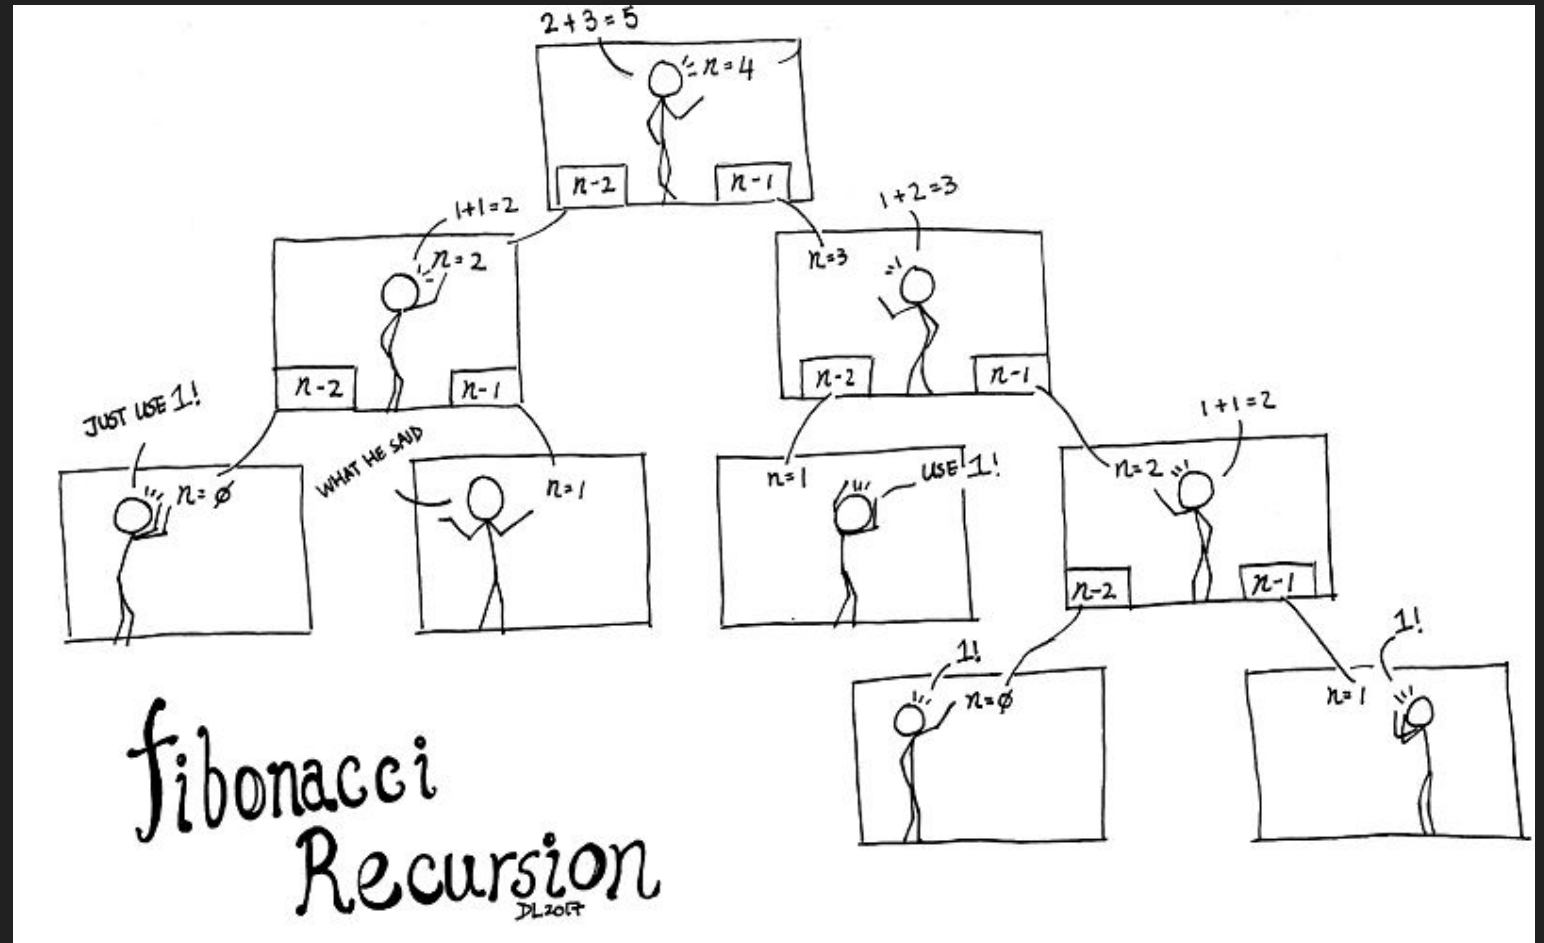 2+3=5
n=4
n-2
n-1
1+1=2
n=2
n-2
n-1
1+2=3
n=3
n-2
n-1
JUST USE 1!
n=∅
WHAT HE SAID
n=1
n=1
USE 1!
1+1=2
n=2
n-2
n-1
1!
n=∅
1!
n=1
fibonacci
Recursion
DL2017